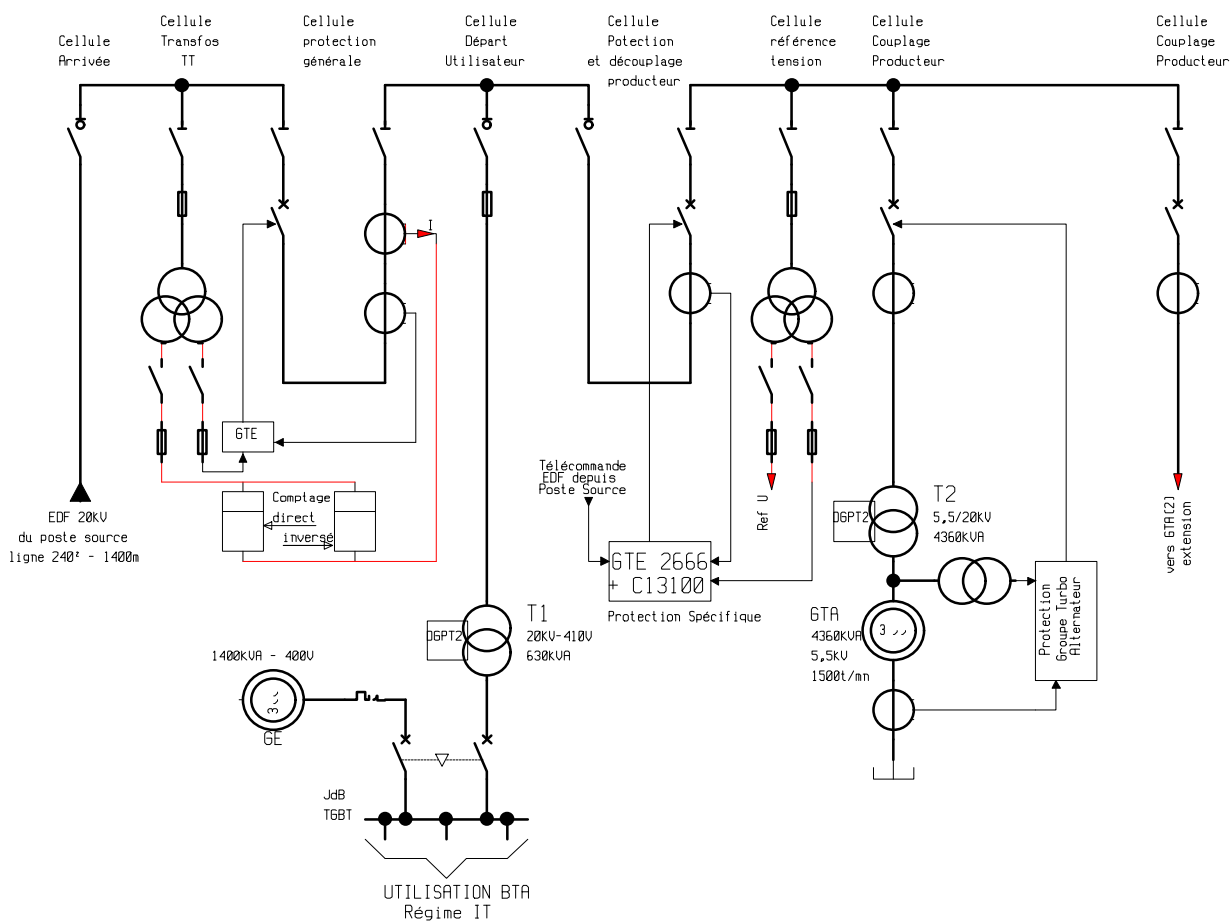 Cellule
Arrivée
Cellule
Transfos
TT
Cellule
protection
générale
Cellule
Départ
Utilisateur
Cellule
Potection
et découplage
producteur
Cellule
référence
tension
Cellule
Couplage
Producteur
Cellule
Couplage
Producteur
I
GTE
Comptage
direct
inversé
EDF 20kV
du poste source
ligne 240² - 1400m
Télécommande
EDF depuis
Poste Source
GTE 2666
+ C13100
Protection Spécifique
Ref U
DGPT2
T2
5,5/20kV
4360kVA
vers GTA(2)
extension
DGPT2
T1
20KV-410V
630kVA
GTA
4360kVA
5,5kV
1500t/mn
3
Protection
Groupe Turbo
Alternateur
1400KVA - 400V
3
GE
JdB
TGBT
UTILISATION BTA
Régime IT